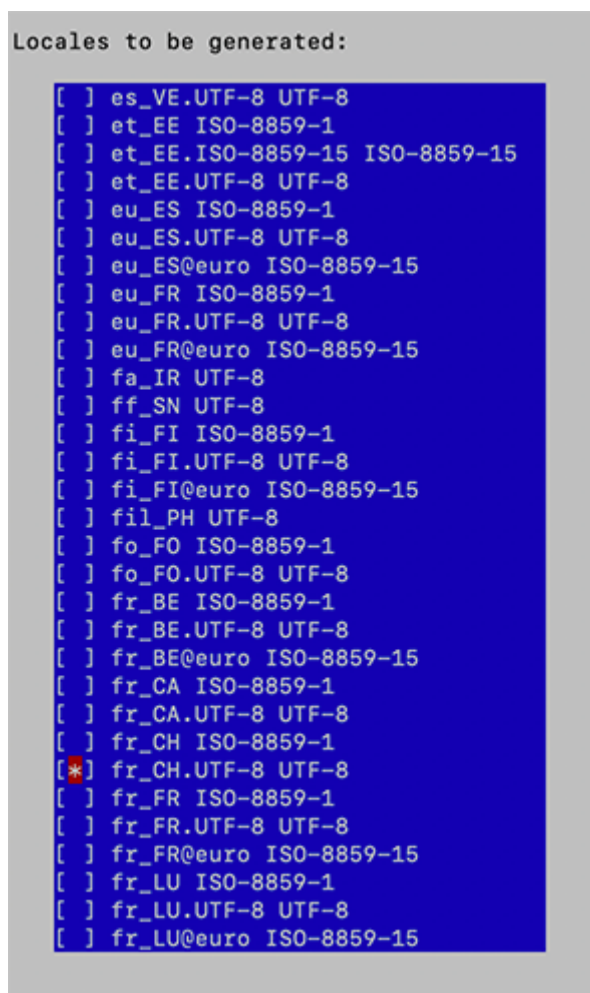 Locales to be generated:
[ ] es_VE.UTF-8 UTF-8
[ ] et_EE ISO-8859-1
[ ] et_EE.ISO-8859-15 ISO-8859-15
[ ] et_EE.UTF-8 UTF-8
[ ] eu_ES ISO-8859-1
[ ] eu_ES.UTF-8 UTF-8
[ ] eu_ES@euro ISO-8859-15
[ ] eu_FR ISO-8859-1
[ ] eu_FR.UTF-8 UTF-8
[ ] eu_FR@euro ISO-8859-15
[ ] fa_IR UTF-8
[ ] ff_SN UTF-8
[ ] fi_FI ISO-8859-1
[ ] fi_FI.UTF-8 UTF-8
[ ] fi_FI@euro ISO-8859-15
[ ] fil_PH UTF-8
[ ] fo_FO ISO-8859-1
[ ] fo_FO.UTF-8 UTF-8
[ ] fr_BE ISO-8859-1
[ ] fr_BE.UTF-8 UTF-8
[ ] fr_BE@euro ISO-8859-15
[ ] fr_CA ISO-8859-1
[ ] fr_CA.UTF-8 UTF-8
[ ] fr_CH ISO-8859-1
[*] fr_CH.UTF-8 UTF-8
[ ] fr_FR ISO-8859-1
[ ] fr_FR.UTF-8 UTF-8
[ ] fr_FR@euro ISO-8859-15
[ ] fr_LU ISO-8859-1
[ ] fr_LU.UTF-8 UTF-8
[ ] fr_LU@euro ISO-8859-15